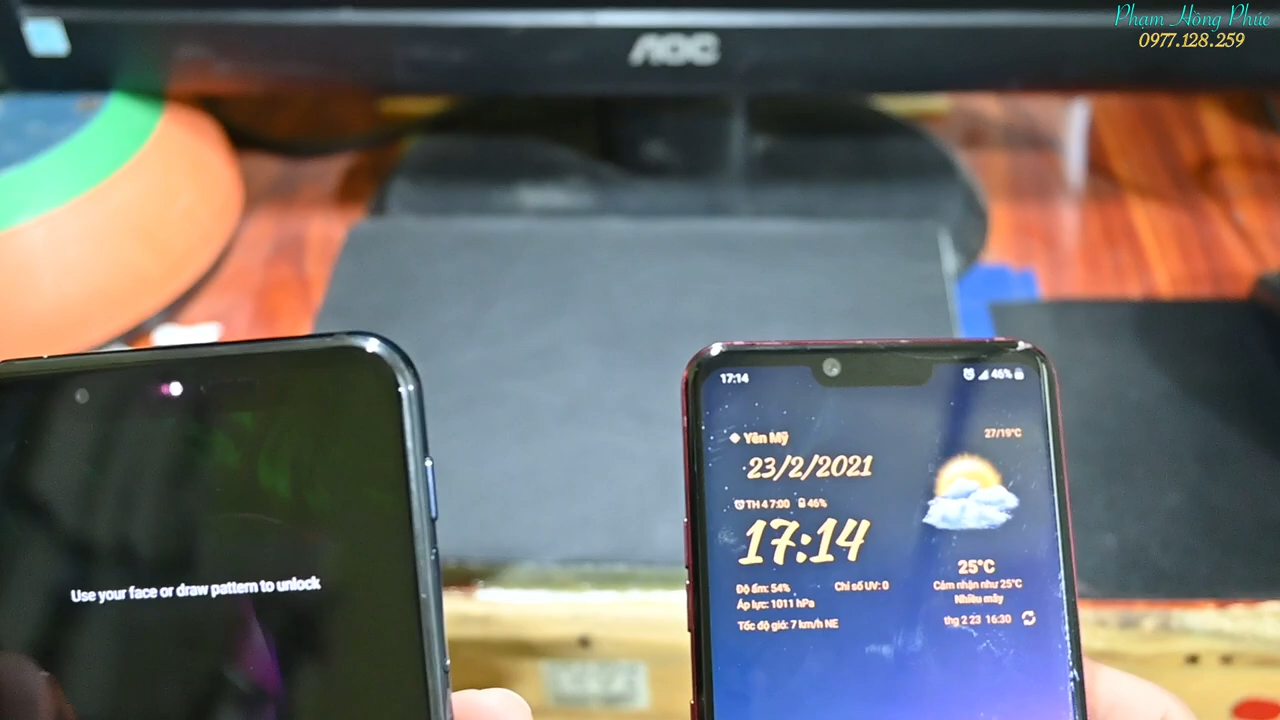 Phạm Hồng Phúc
0977.128.259
AOC
Use your face or draw pattern to unlock
17:14
46%
Yên Mỹ
27/19°C
23/2/2021
TH 4 7:00 46%
17:14
25°C
Độ ẩm: 54% Chỉ số UV: 0
Cảm nhận như 25°C
Áp lực: 1011 hPa
Nhiều mây
Tốc độ gió: 7 km/h NE
thg 2 23 16:30